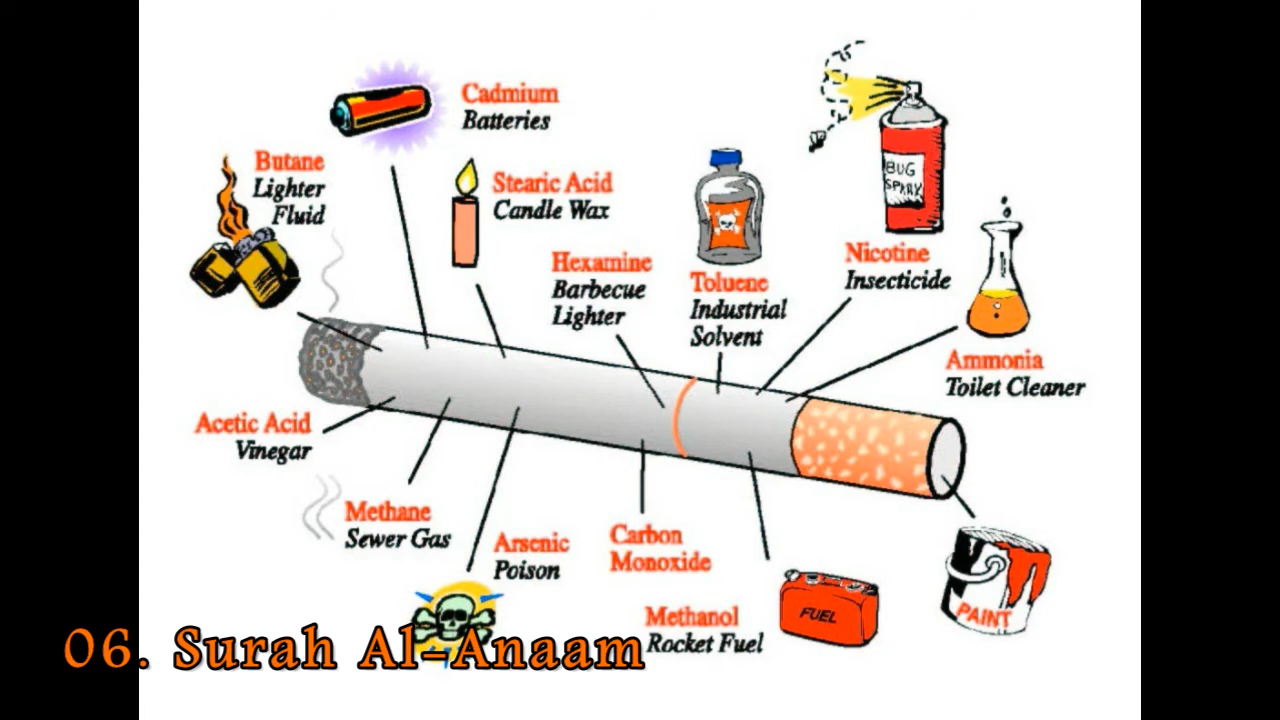 Cadmium
Batteries
Butane
Lighter
Fluid
Stearic Acid
Candle Wax
Hexamine
Barbecue
Lighter
Toluene
Industrial
Solvent
BUG
SPRAY
Nicotine
Insecticide
Ammonia
Toilet Cleaner
Acetic Acid
Vinegar
Methane
Sewer Gas
Arsenic
Poison
Carbon
Monoxide
Methanol
Rocket Fuel
FUEL
PAINT
06. Surah Al-Anaam